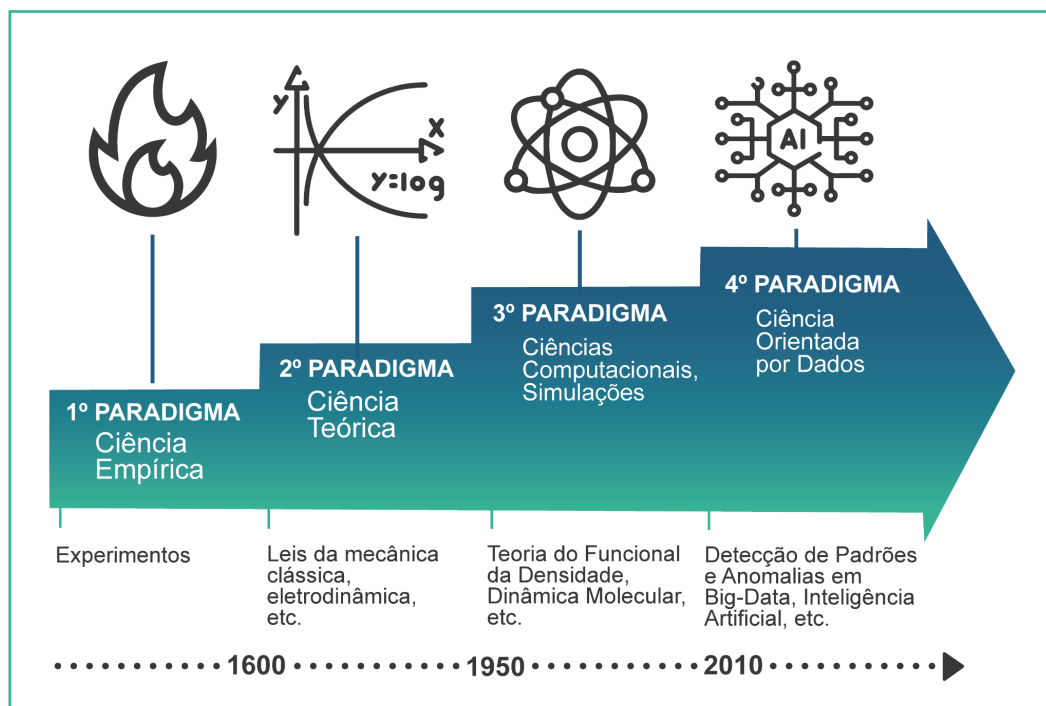 y
x
y=log
AI
1º PARADIGMA
Ciência
Empírica
2º PARADIGMA
Ciência
Teórica
3º PARADIGMA
Ciências
Computacionais,
Simulações
4º PARADIGMA
Ciência
Orientada
por Dados
Experimentos
Leis da mecânica
clássica,
eletrodinâmica,
etc.
Teoria do Funcional
da Densidade,
Dinâmica Molecular,
etc.
Detecção de Padrões
e Anomalias em
Big-Data, Inteligência
Artificial, etc.
1600
1950
2010